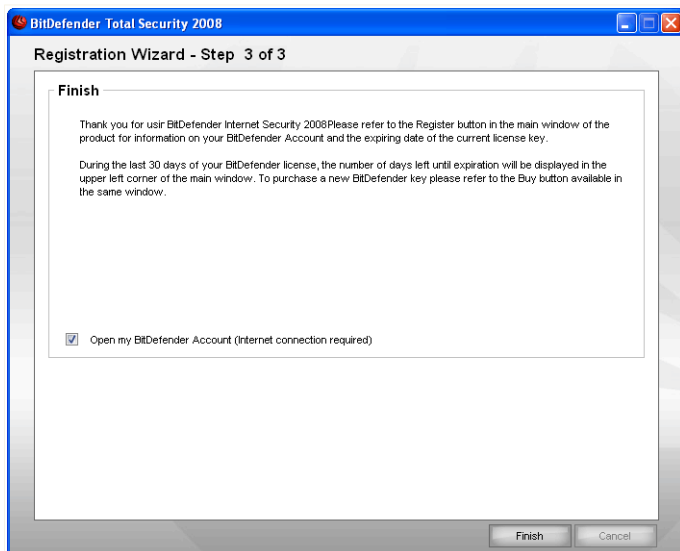 BitDefender Total Security 2008
Registration Wizard - Step 3 of 3
Finish
Thank you for usir BitDefender Internet Security 2008Please refer to the Register button in the main window of the
product for information on your BitDefender Account and the expiring date of the current license key.
During the last 30 days of your BitDefender license, the number of days left until expiration will be displayed in the
upper left corner of the main window. To purchase a new BitDefender key please refer to the Buy button available in
the same window.
Open my BitDefender Account (Internet connection required)
Finish
Cancel